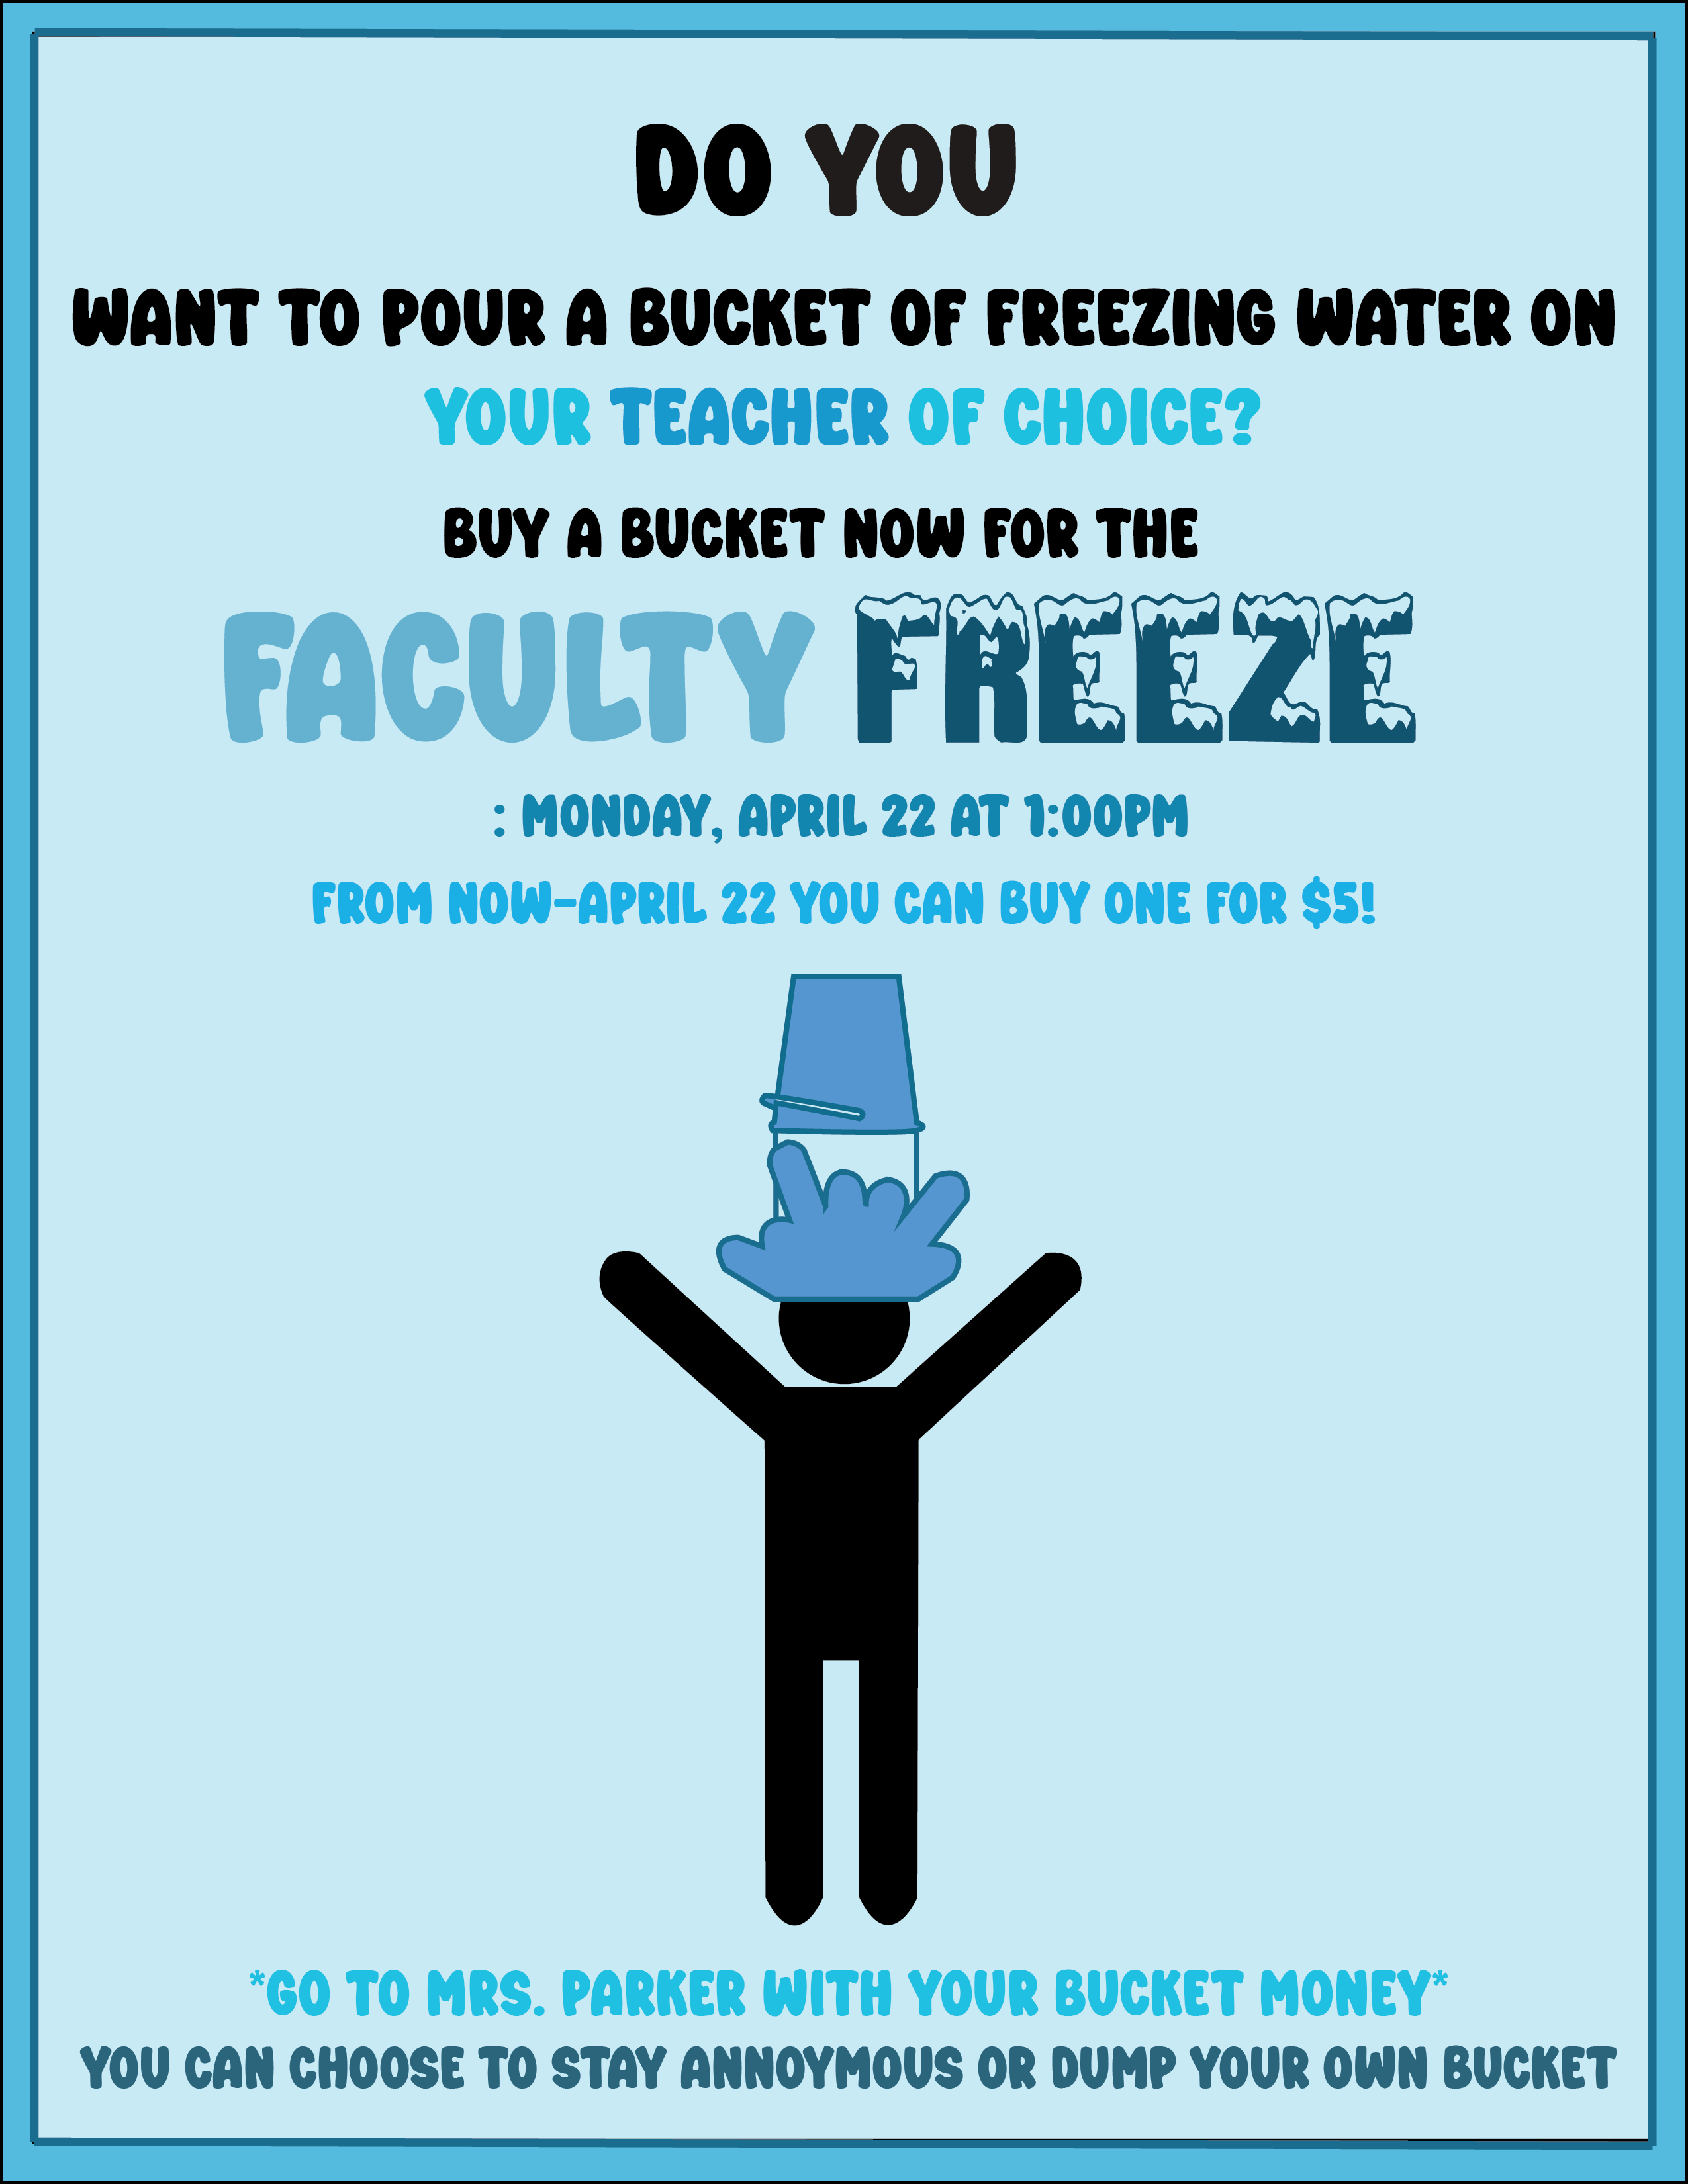 DO YOU
WANT TO POUR A BUCKET OF FREEZING WATER ON
YOUR TEACHER OF CHOICE?
BUY A BUCKET NOW FOR THE
FACULTY FREEZE
: MONDAY, APRIL 22 AT 1:00PM
FROM NOW-APRIL 22 YOU CAN BUY ONE FOR $5!
*GO TO MRS. PARKER WITH YOUR BUCKET MONEY*
YOU CAN CHOOSE TO STAY ANNOYMOUS OR DUMP YOUR OWN BUCKET